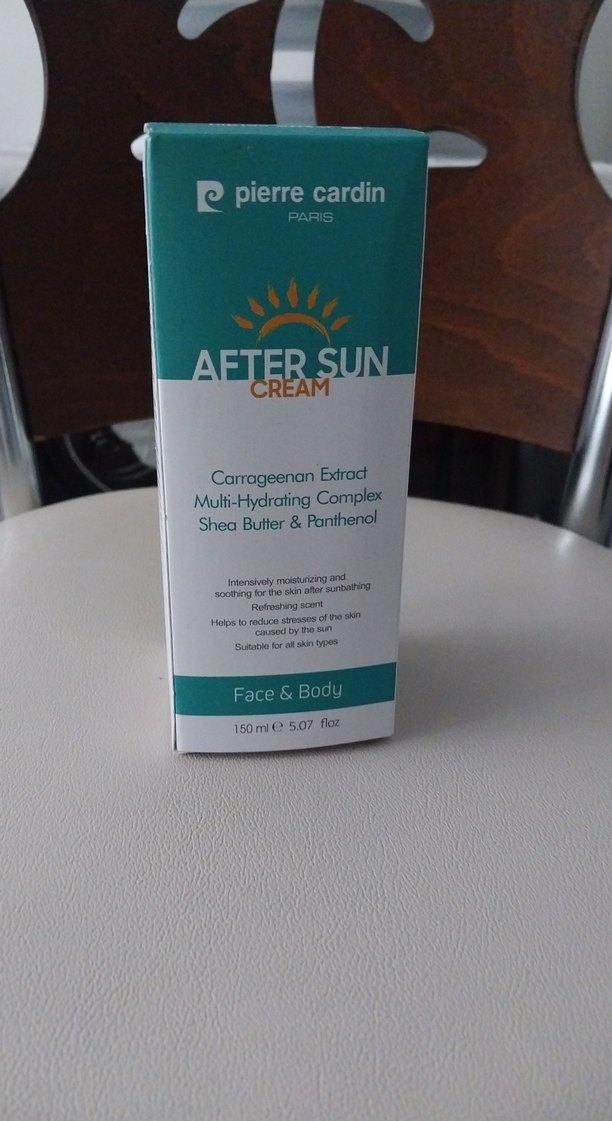 pierre cardin
PARIS
AFTER SUN
CREAM
Carrageenan Extract
Multi-Hydrating Complex
Shea Butter & Panthenol
Intensively moisturizing and
soothing for the skin after sunbathing
Refreshing scent
Helps to reduce stresses of the skin
caused by the sun
Suitable for all skin types
Face & Body
150 ml ℮ 5.07 floz